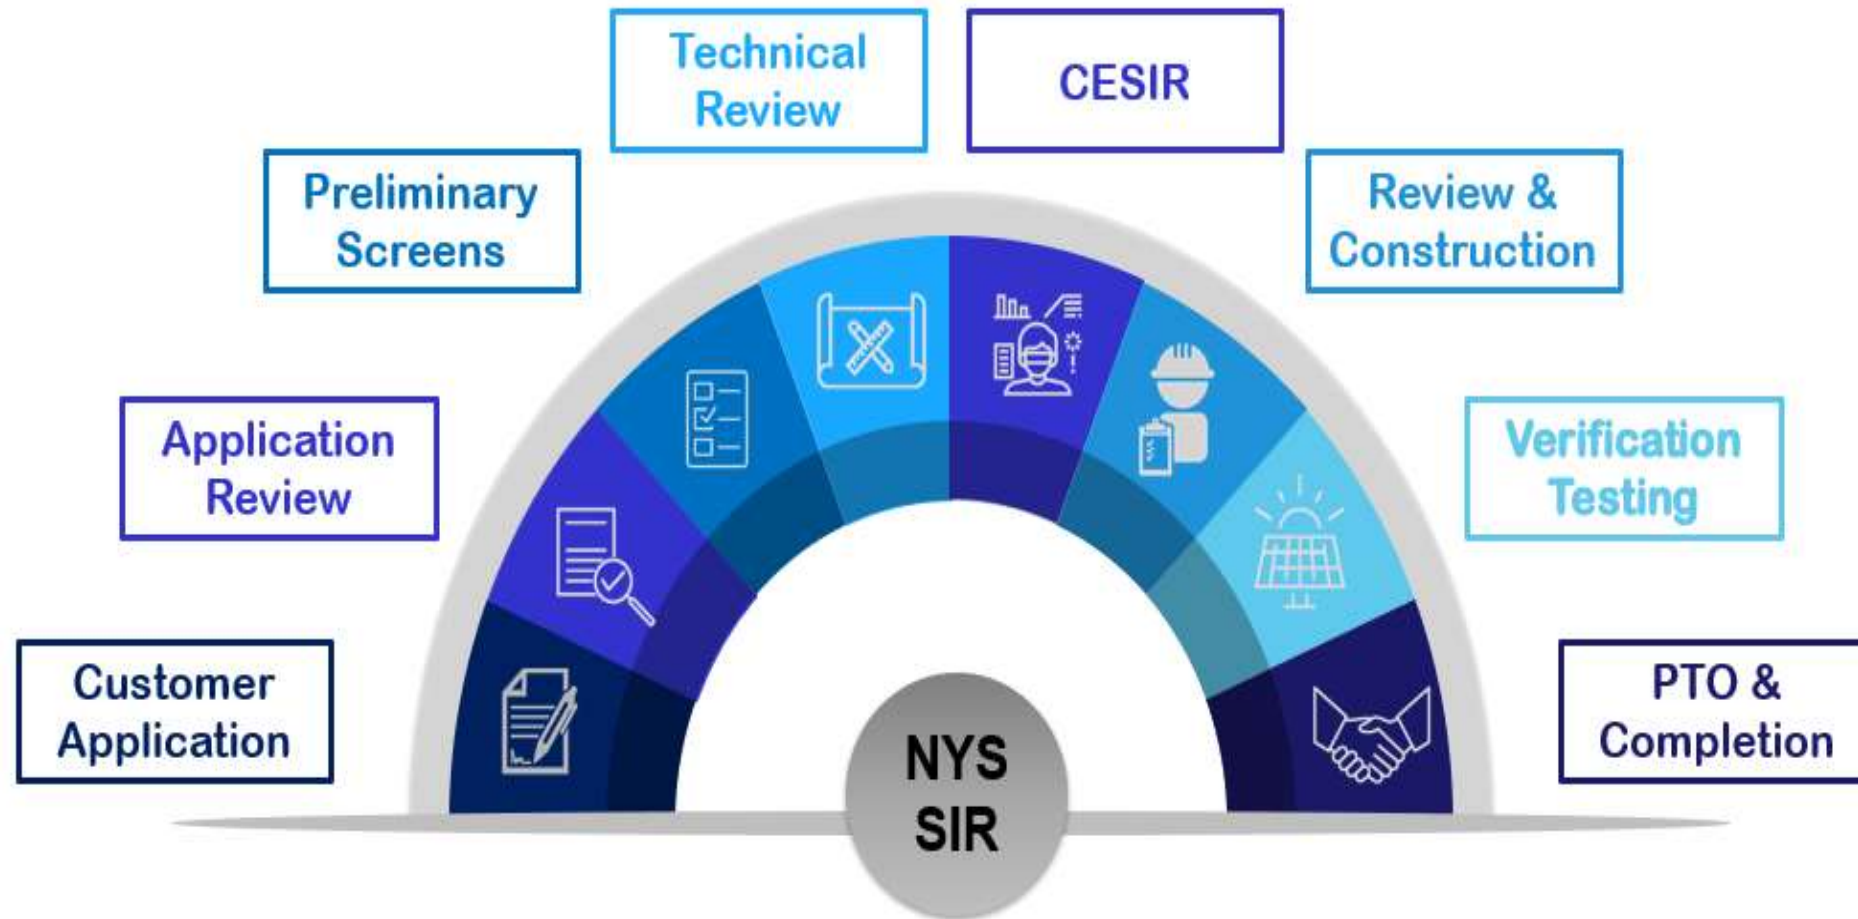 Customer
Application
Application
Review
Preliminary
Screens
Technical
Review
CESIR
Review &
Construction
Verification
Testing
PTO &
Completion
NYS
SIR